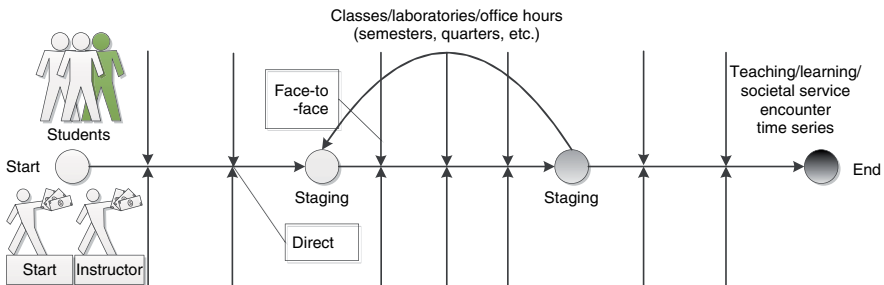 Classes/laboratories/office hours
(semesters, quarters, etc.)
Students
Face-to
-face
Teaching/learning/
societal service
encounter
time series
Start
Staging
Staging
End
Direct
Start
Instructor